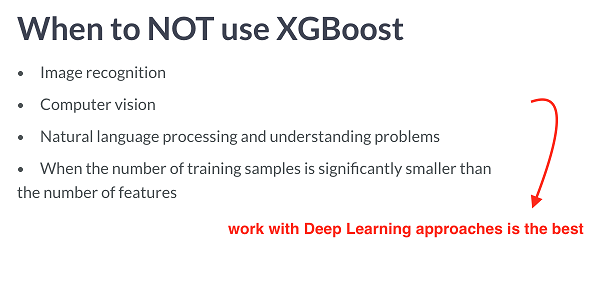 When to NOT use XGBoost
• Image recognition
• Computer vision
• Natural language processing and understanding problems
• When the number of training samples is significantly smaller than
the number of features
work with Deep Learning approaches is the best